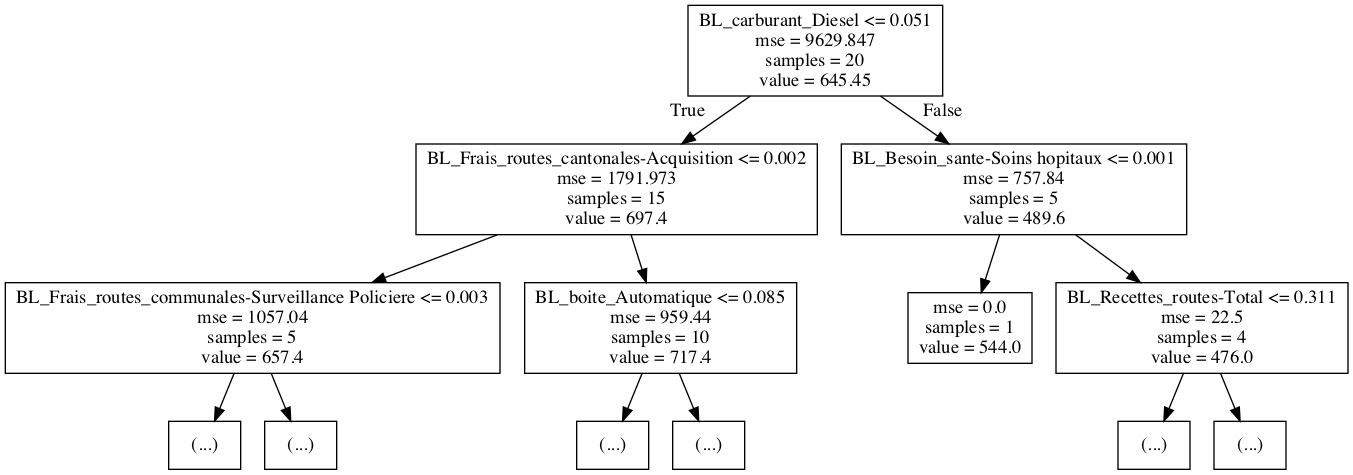 BL_carburant_Diesel <= 0.051
mse = 9629.847
samples = 20
value = 645.45
True
False
BL_Frais_routes_cantonales-Acquisition <= 0.002
mse = 1791.973
samples = 15
value = 697.4
BL_Besoin_sante-Soins hopitaux <= 0.001
mse = 757.84
samples = 5
value = 489.6
BL_Frais_routes_communales-Surveillance Policiere <= 0.003
mse = 1057.04
samples = 5
value = 657.4
BL_boite_Automatique <= 0.085
mse = 959.44
samples = 10
value = 717.4
mse = 0.0
samples = 1
value = 544.0
BL_Recettes_routes-Total <= 0.311
mse = 22.5
samples = 4
value = 476.0
(...)
(...)
(...)
(...)
(...)
(...)